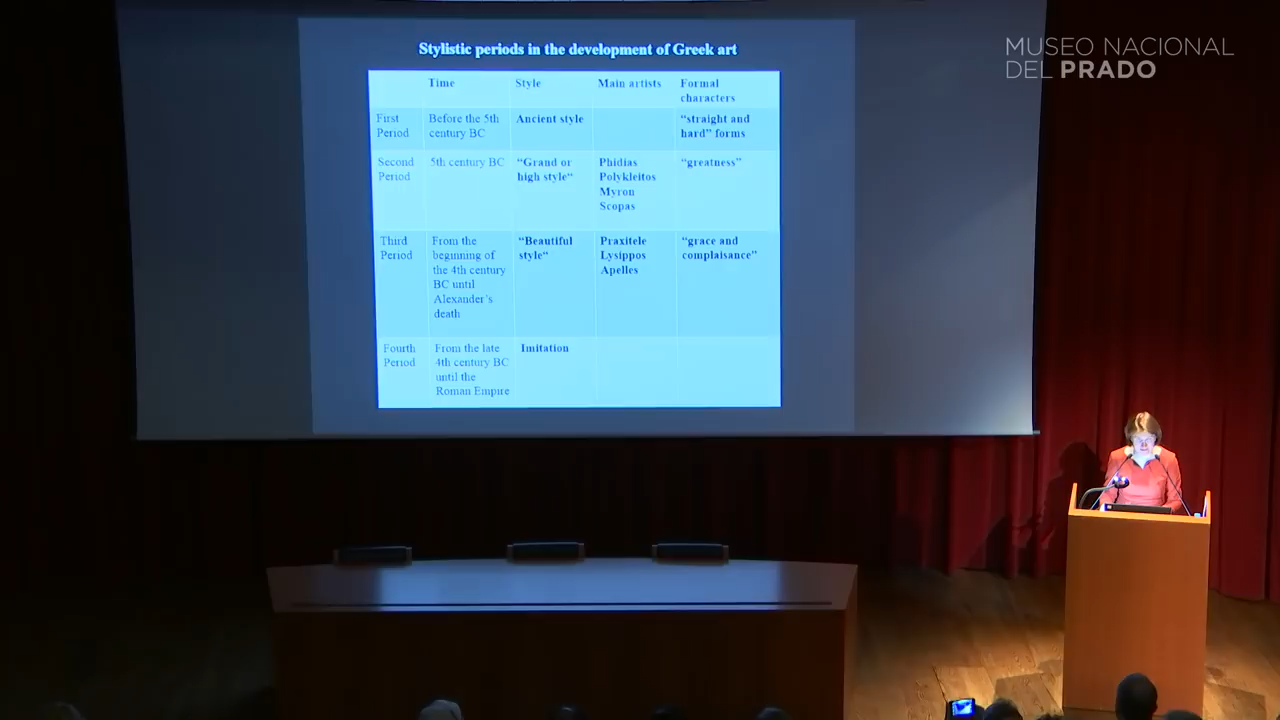 MUSEO NACIONAL
DEL PRADO
Stylistic periods in the development of Greek art
Time Style Main artists Formal characters
First Period Before the 5th century BC Ancient style "straight and hard" forms
Second Period 5th century BC "Grand or high style" Phidias Polykleitos Myron Scopas "greatness"
Third Period From the beginning of the 4th century BC until Alexander's death "Beautiful style" Praxitele Lysippos Apelles "grace and complaisance"
Fourth Period From the late 4th century BC until the Roman Empire Imitation